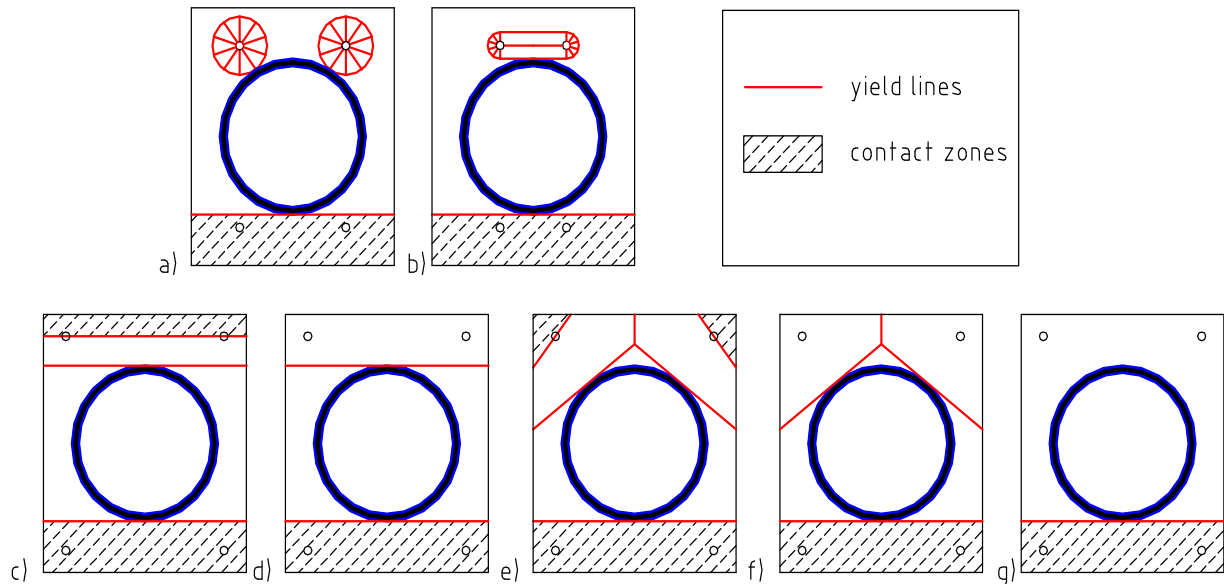 yield lines
contact zones
a) b)
c) d) e) f) g)